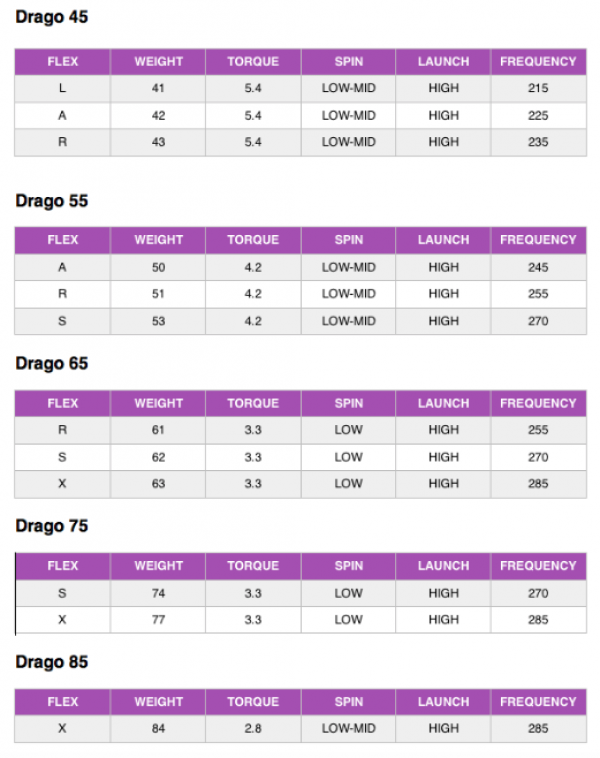 Drago 45
FLEX WEIGHT TORQUE SPIN LAUNCH FREQUENCY
L 41 5.4 LOW-MID HIGH 215
A 42 5.4 LOW-MID HIGH 225
R 43 5.4 LOW-MID HIGH 235
Drago 55
FLEX WEIGHT TORQUE SPIN LAUNCH FREQUENCY
A 50 4.2 LOW-MID HIGH 245
R 51 4.2 LOW-MID HIGH 255
S 53 4.2 LOW-MID HIGH 270
Drago 65
FLEX WEIGHT TORQUE SPIN LAUNCH FREQUENCY
R 61 3.3 LOW HIGH 255
S 62 3.3 LOW HIGH 270
X 63 3.3 LOW HIGH 285
Drago 75
FLEX WEIGHT TORQUE SPIN LAUNCH FREQUENCY
S 74 3.3 LOW HIGH 270
X 77 3.3 LOW HIGH 285
Drago 85
FLEX WEIGHT TORQUE SPIN LAUNCH FREQUENCY
X 84 2.8 LOW-MID HIGH 285